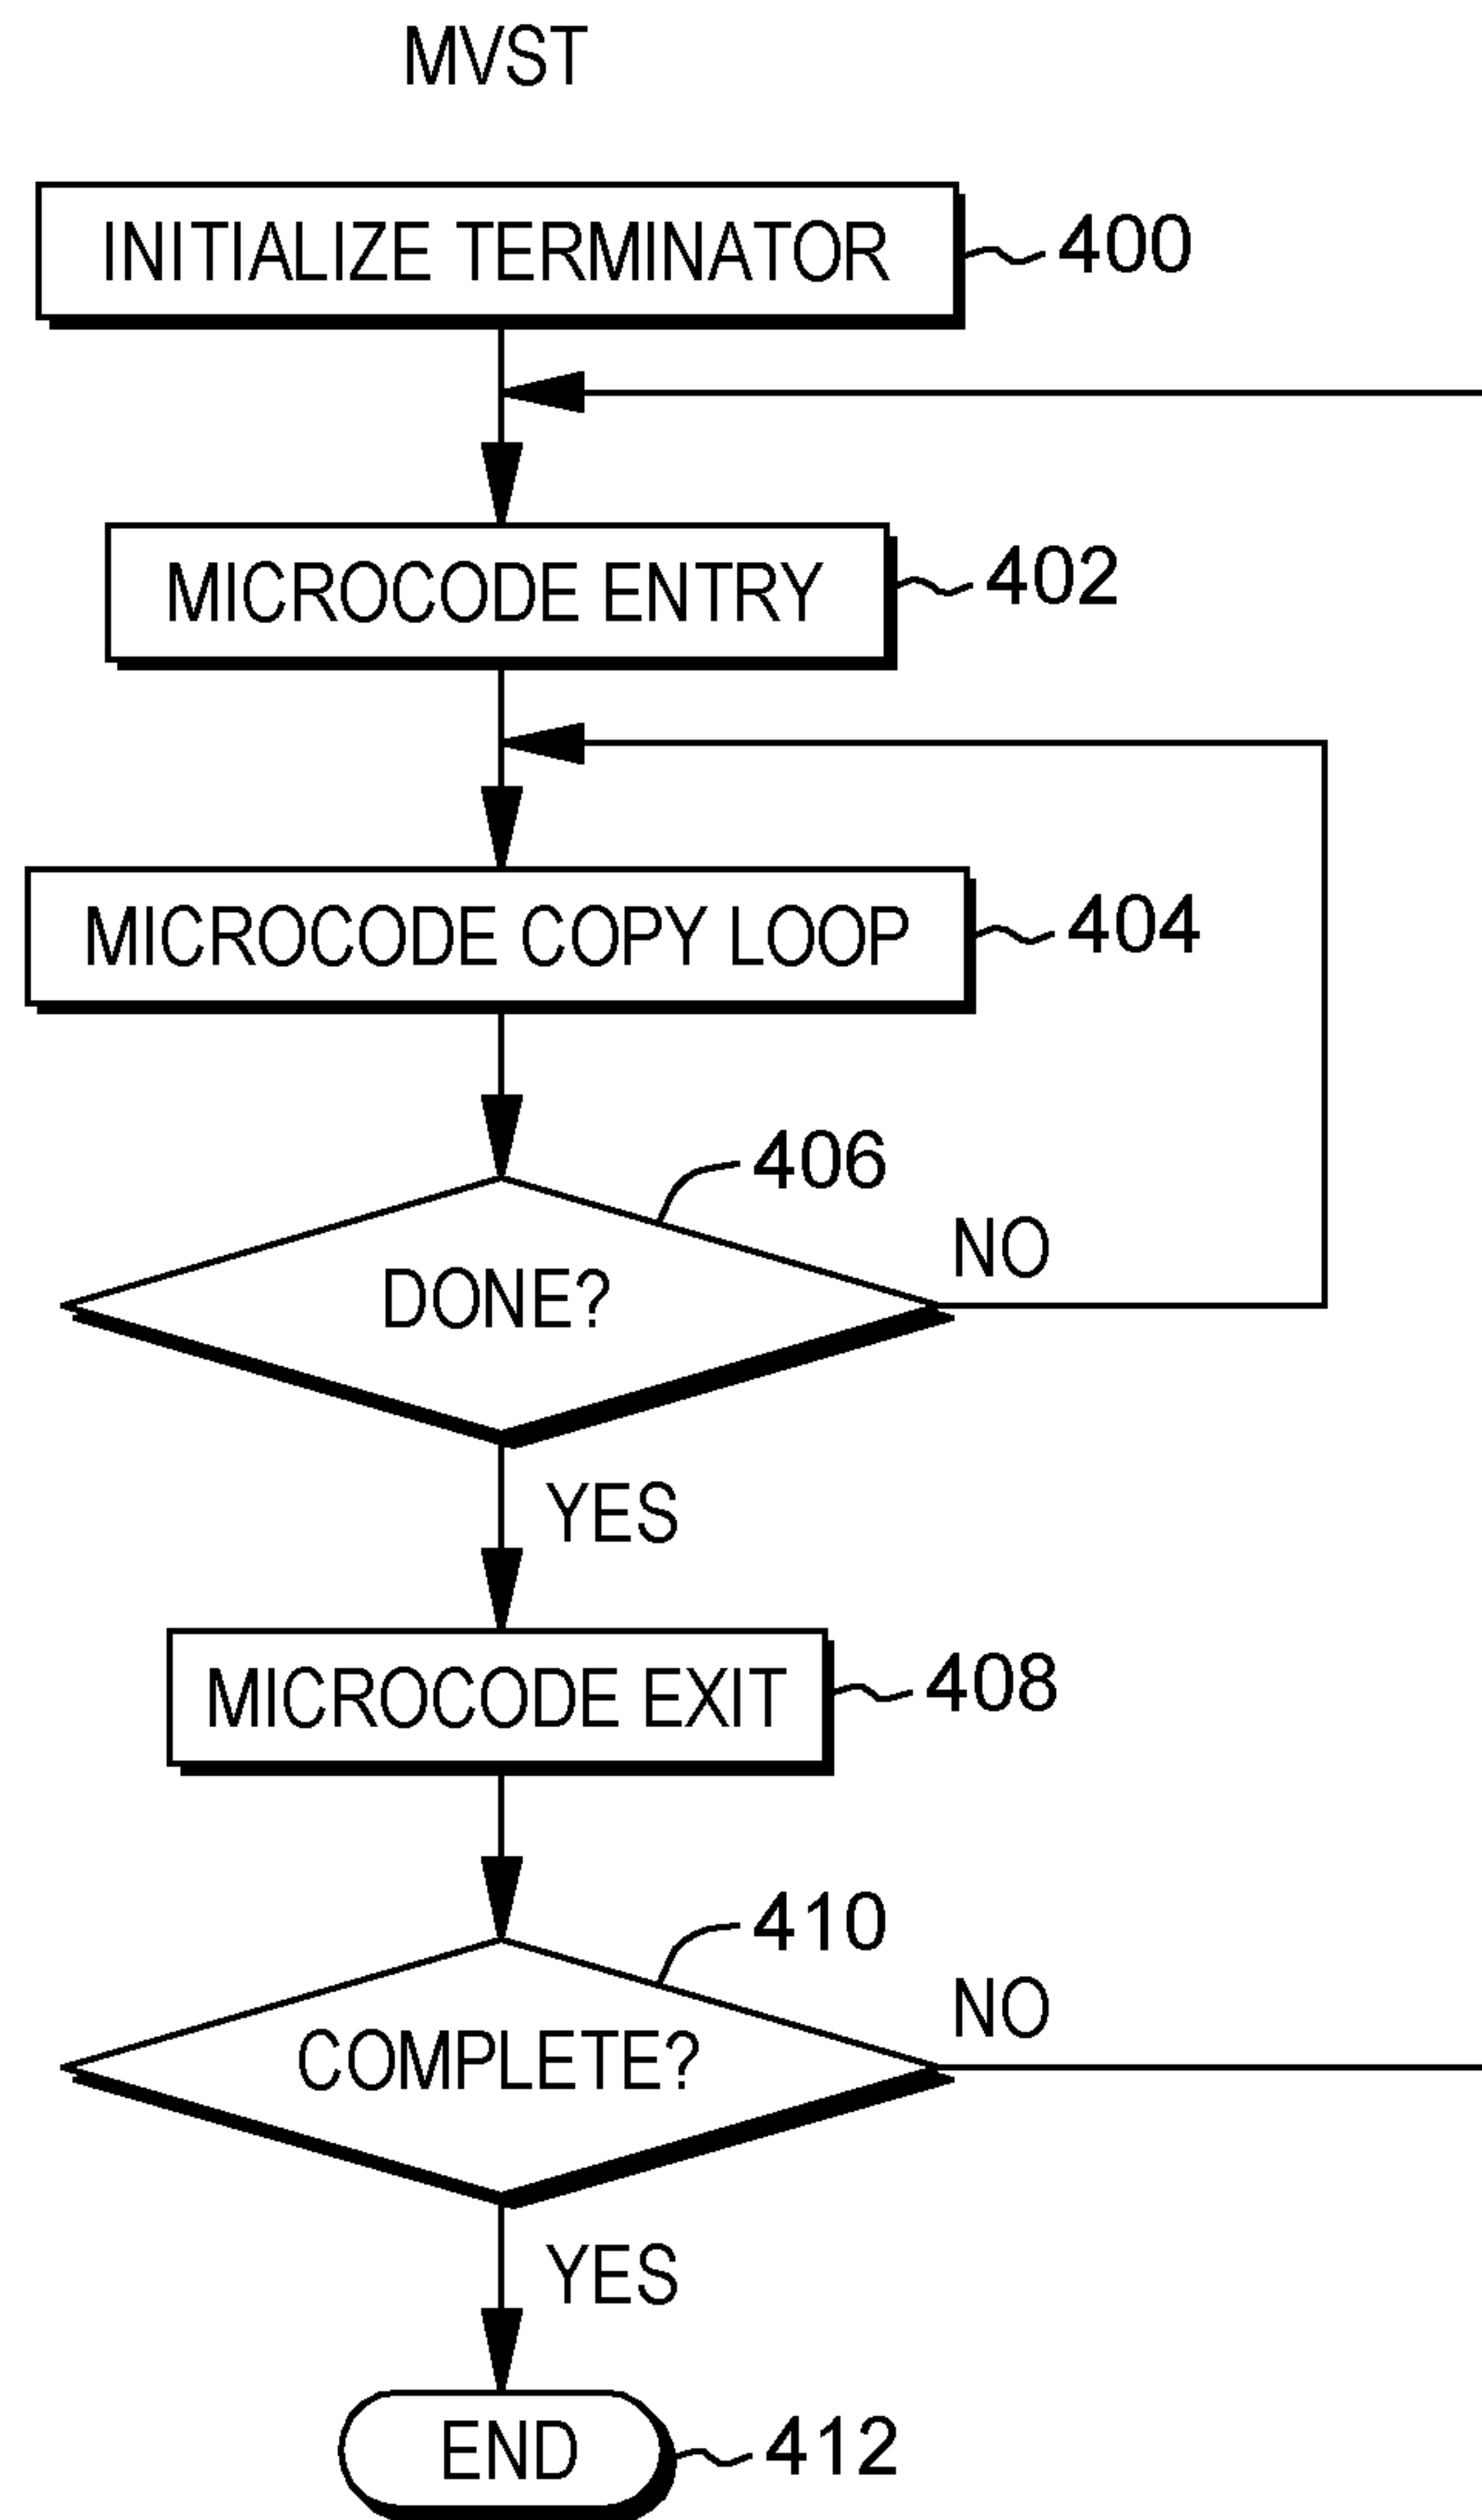 MVST
INITIALIZE TERMINATOR
400
MICROCODE ENTRY
402
MICROCODE COPY LOOP
404
406
DONE?
NO
YES
MICROCODE EXIT
408
410
COMPLETE?
NO
YES
END
412